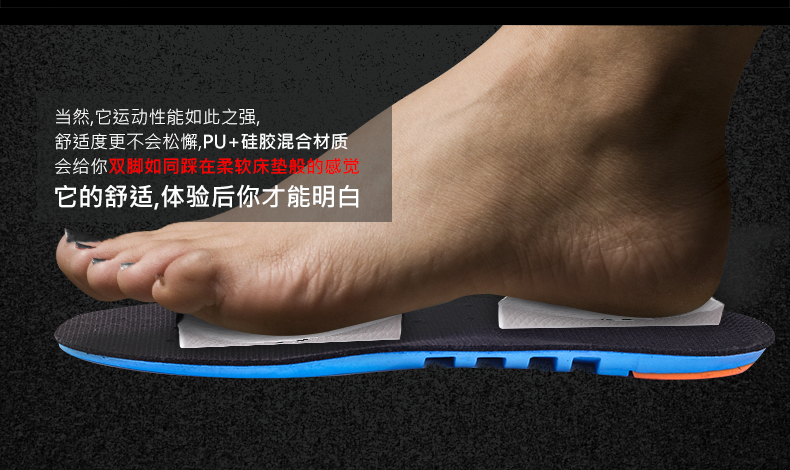 当然,它运动性能如此之强,
舒适度更不会松懈,PU+硅胶混合材质
会给你双脚如同踩在柔软床垫般的感觉
它的舒适,体验后你才能明白